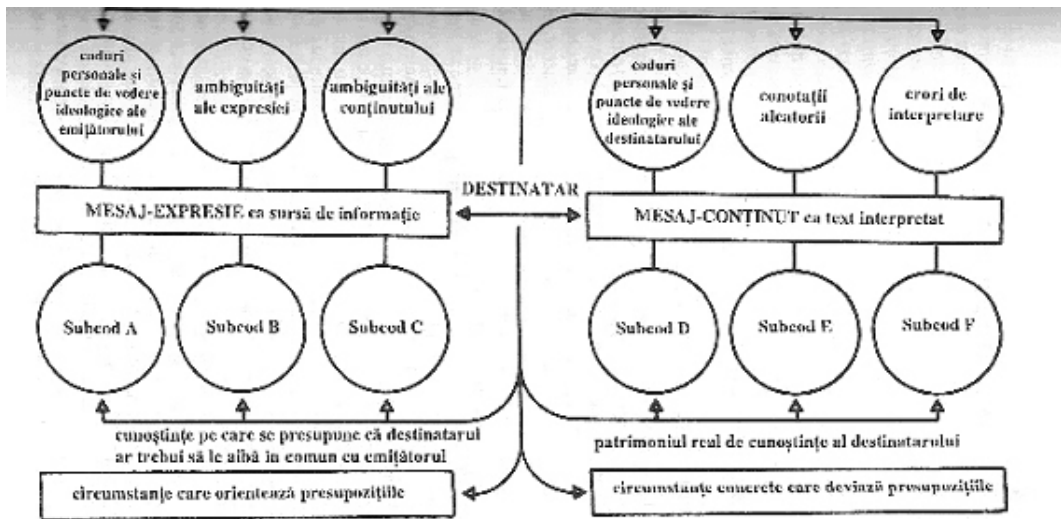 coduri
personale și
puncte de vedere
ideologice ale
emițătorului
ambiguități
ale expresiei
ambiguități ale
conținutului
coduri
personale și
puncte de vedere
ideologice ale
destinatarului
conotații
aleatorii
erori de
interpretare
DESTINATAR
MESAJ-EXPRESIE ca sursă de informație
MESAJ-CONȚINUT ca text interpretat
Subcod A
Subcod B
Subcod C
Subcod D
Subcod E
Subcod F
cunoștințe pe care se presupune că destinatarul
ar trebui să le aibă în comun cu emițătorul
patrimoniul real de cunoștințe al destinatarului
circumstanțe care orientează presupozițiile
circumstanțe concrete care deviază presupozițiile